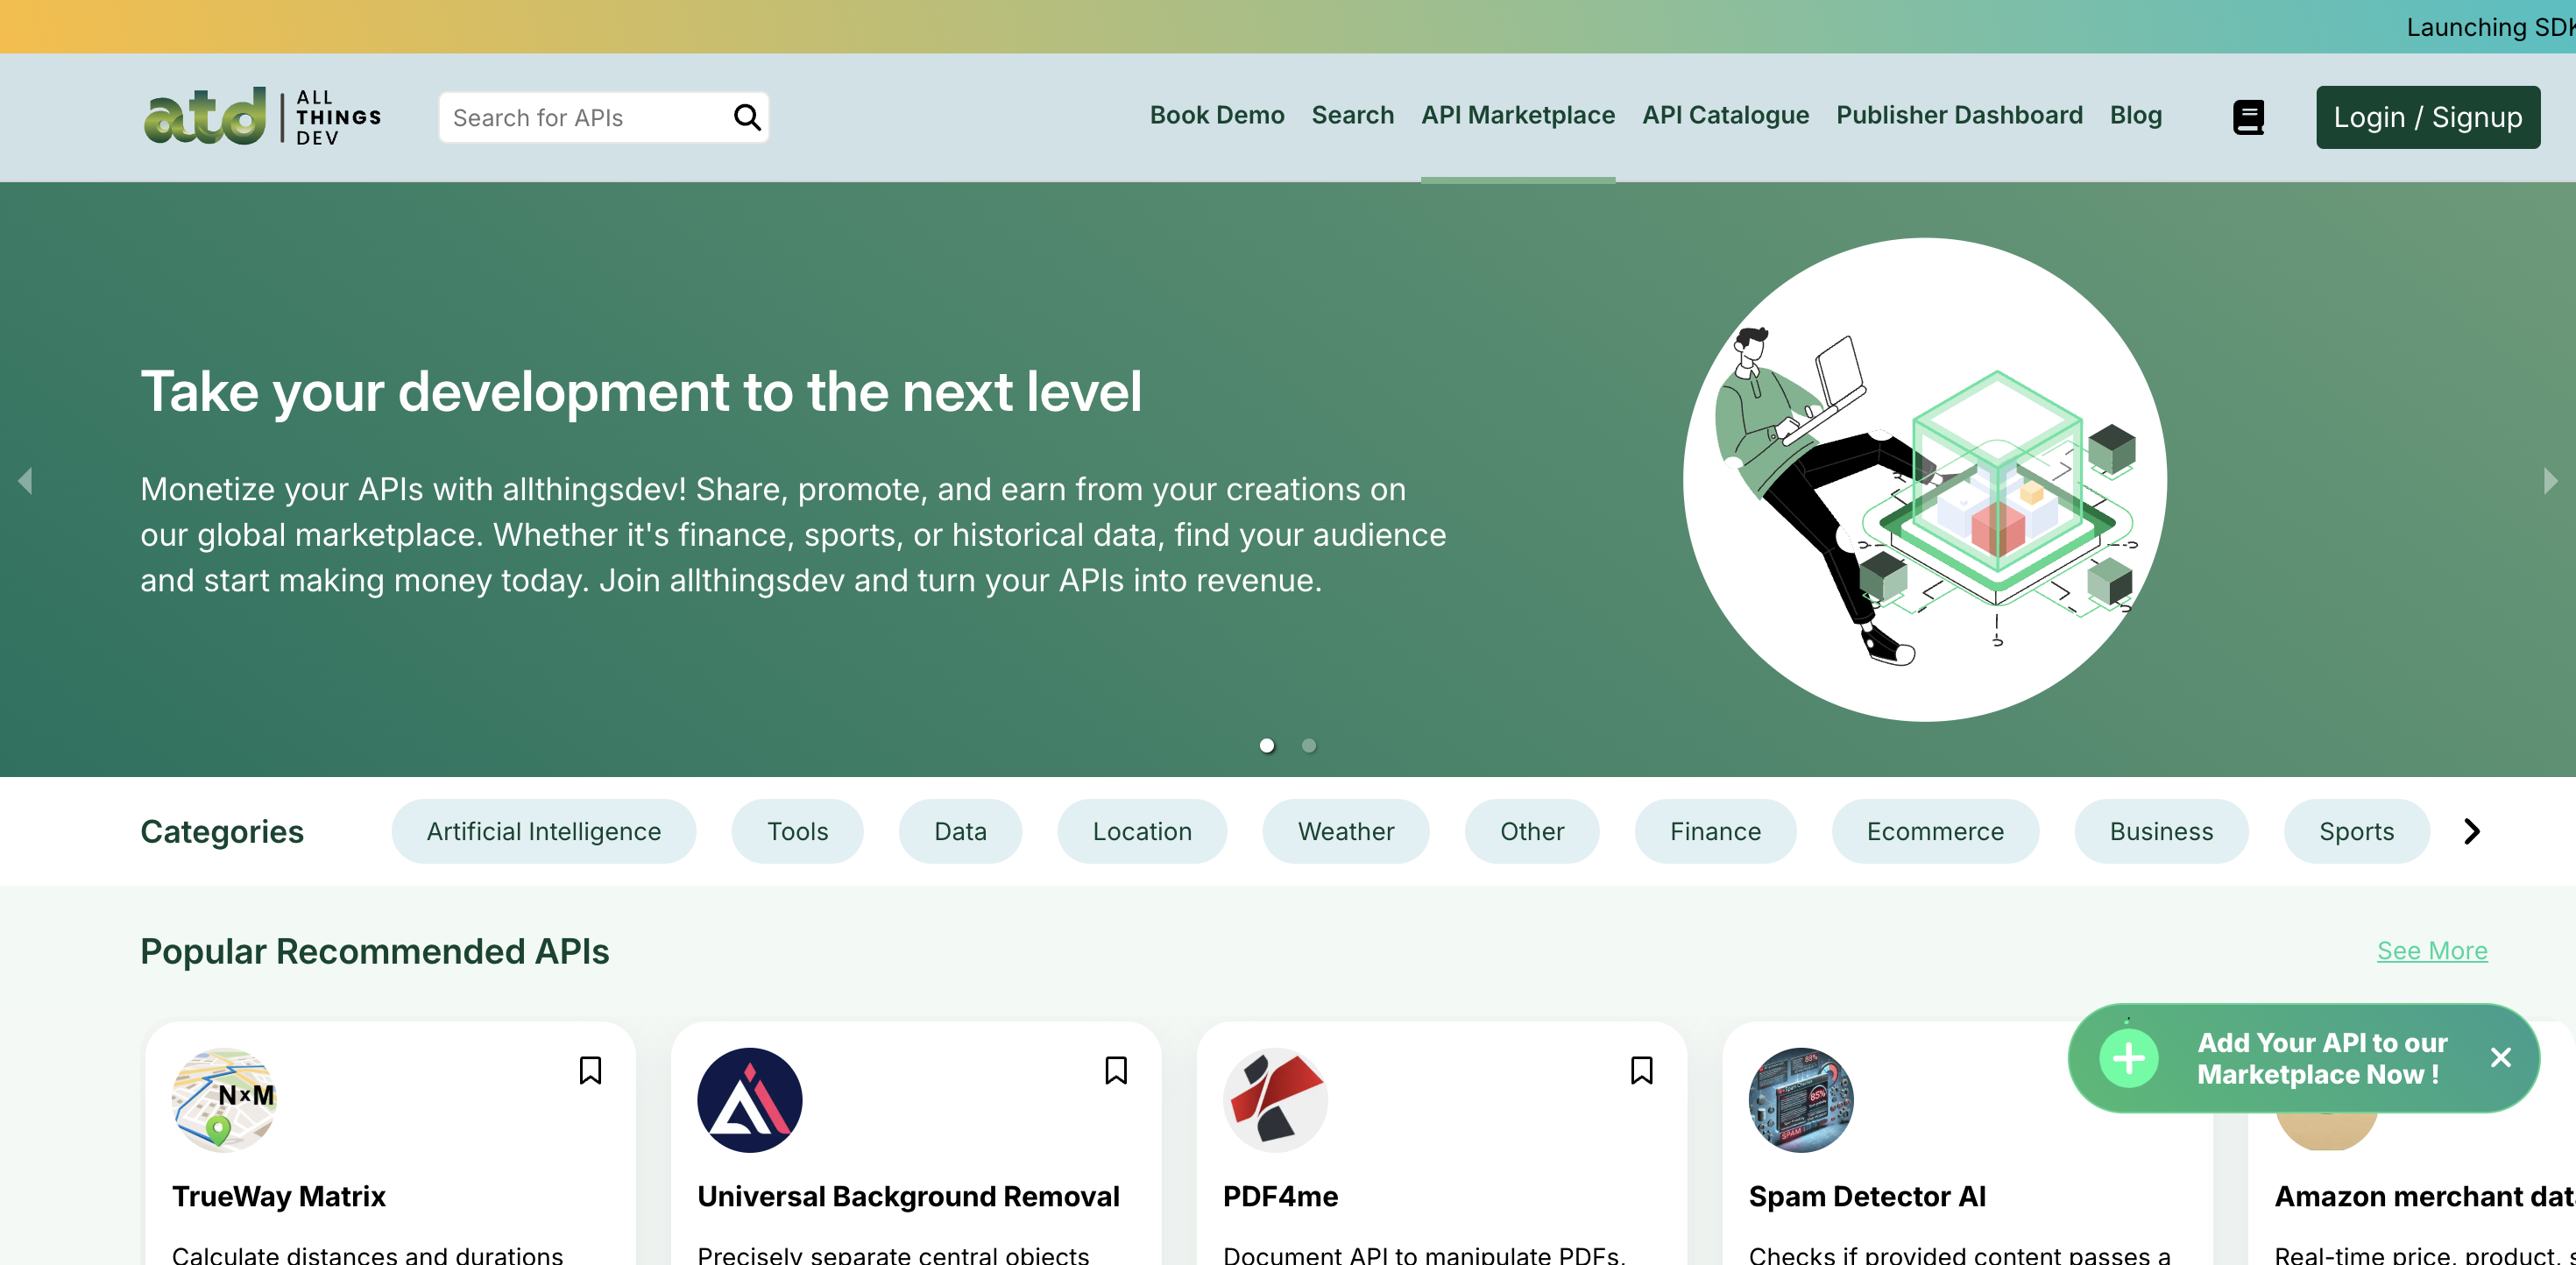 Launching SDK
atd
ALL
THINGS
DEV
Search for APIs
Book Demo
Search
API Marketplace
API Catalogue
Publisher Dashboard
Blog
Login / Signup
Take your development to the next level
Monetize your APIs with allthingsdev! Share, promote, and earn from your creations on
our global marketplace. Whether it's finance, sports, or historical data, find your audience
and start making money today. Join allthingsdev and turn your APIs into revenue.
Categories
Artificial Intelligence
Tools
Data
Location
Weather
Other
Finance
Ecommerce
Business
Sports
Popular Recommended APIs
See More
Add Your API to our
Marketplace Now !
NxM
85%
SPAM
TrueWay Matrix
Universal Background Removal
PDF4me
Spam Detector AI
Amazon merchant
Calculate distances and durations
Precisely separate central objects
Document API to manipulate PDFs,
Checks if provided content passes a
Real-time price, product,